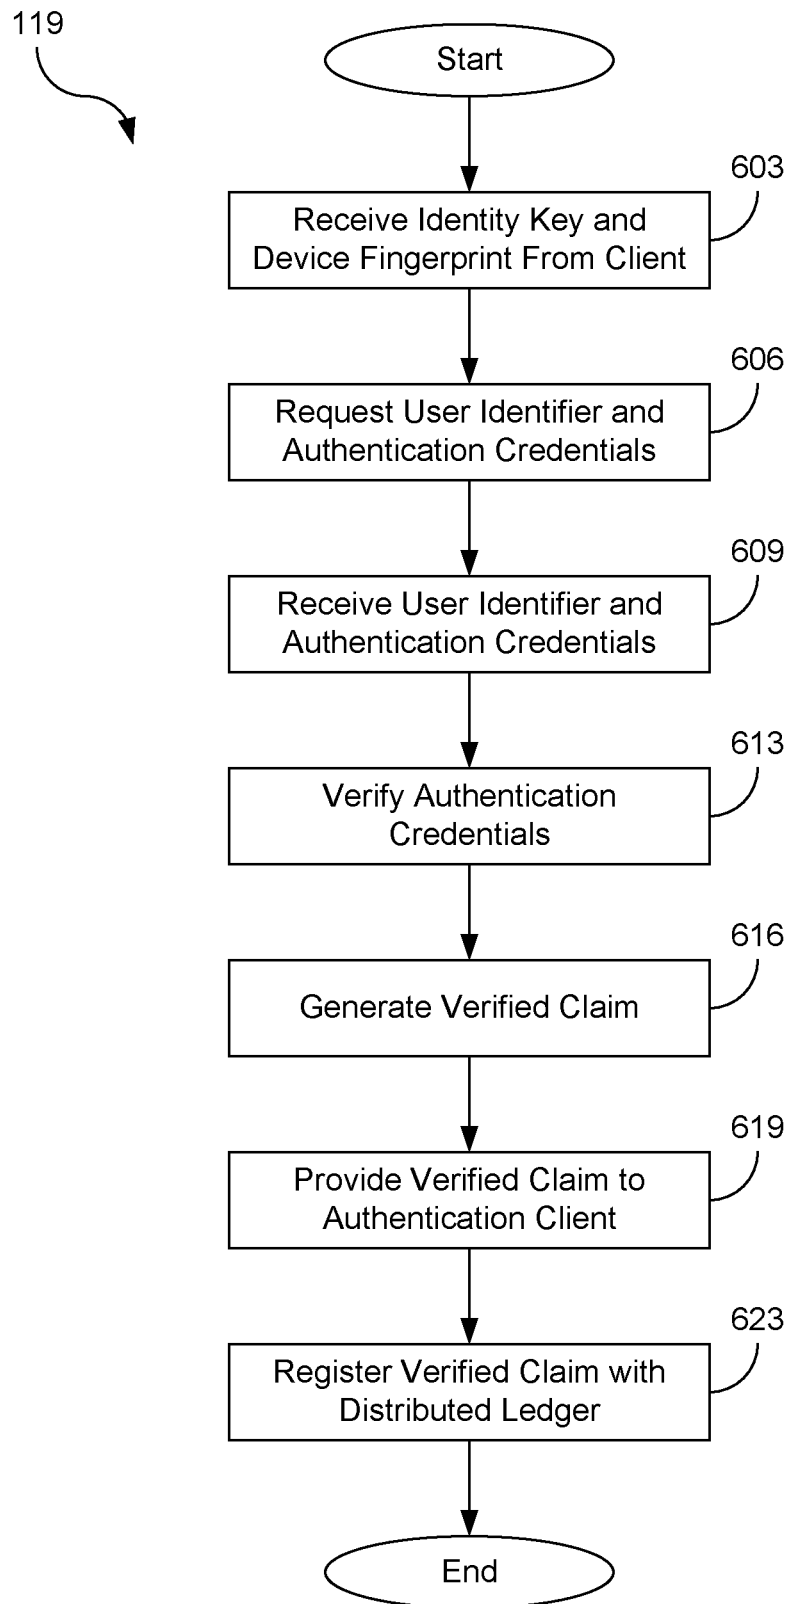 119
Start
603
Receive Identity Key and
Device Fingerprint From Client
606
Request User Identifier and
Authentication Credentials
609
Receive User Identifier and
Authentication Credentials
613
Verify Authentication
Credentials
616
Generate Verified Claim
619
Provide Verified Claim to
Authentication Client
623
Register Verified Claim with
Distributed Ledger
End